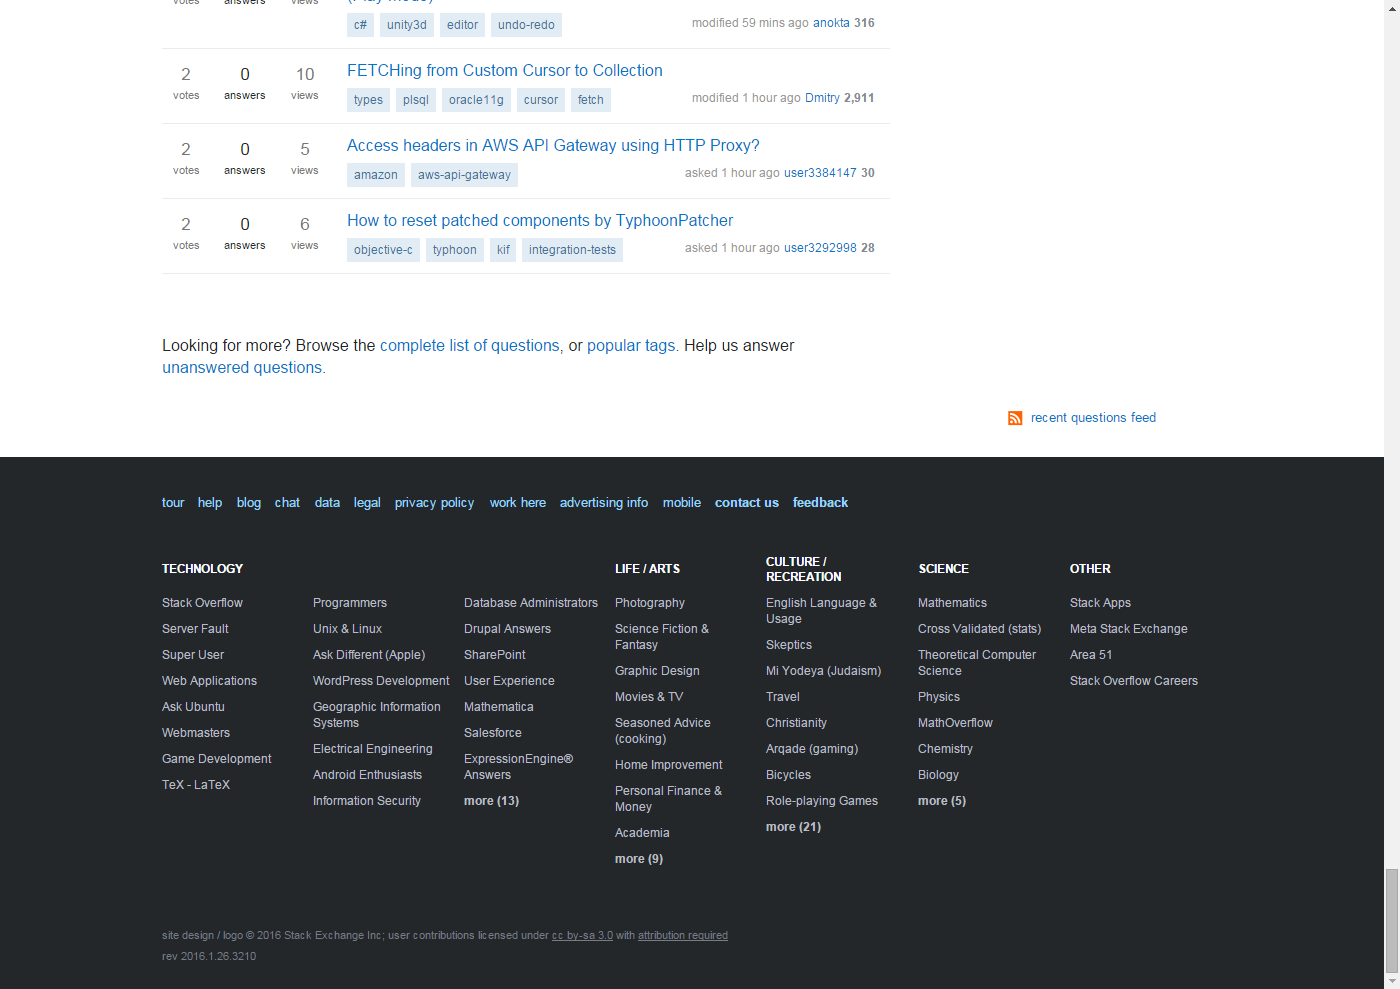 votes answers views
c# unity3d editor undo-redo modified 59 mins ago anokta 316
2 0 10 FETCHing from Custom Cursor to Collection
votes answers views types plsql oracle11g cursor fetch modified 1 hour ago Dmitry 2,911
2 0 5 Access headers in AWS API Gateway using HTTP Proxy?
votes answers views amazon aws-api-gateway asked 1 hour ago user3384147 30
2 0 6 How to reset patched components by TyphoonPatcher
votes answers views objective-c typhoon kif integration-tests asked 1 hour ago user3292998 28
Looking for more? Browse the complete list of questions, or popular tags. Help us answer
unanswered questions.
recent questions feed
tour help blog chat data legal privacy policy work here advertising info mobile contact us feedback
TECHNOLOGY
Stack Overflow
Server Fault
Super User
Web Applications
Ask Ubuntu
Webmasters
Game Development
TeX - LaTeX
Programmers
Unix & Linux
Ask Different (Apple)
WordPress Development
Geographic Information
Systems
Electrical Engineering
Android Enthusiasts
Information Security
Database Administrators
Drupal Answers
SharePoint
User Experience
Mathematica
Salesforce
ExpressionEngine®
Answers
more (13)
LIFE / ARTS
Photography
Science Fiction &
Fantasy
Graphic Design
Movies & TV
Seasoned Advice
(cooking)
Home Improvement
Personal Finance &
Money
Academia
more (9)
CULTURE /
RECREATION
English Language &
Usage
Skeptics
Mi Yodeya (Judaism)
Travel
Christianity
Arqade (gaming)
Bicycles
Role-playing Games
more (21)
SCIENCE
Mathematics
Cross Validated (stats)
Theoretical Computer
Science
Physics
MathOverflow
Chemistry
Biology
more (5)
OTHER
Stack Apps
Meta Stack Exchange
Area 51
Stack Overflow Careers
site design / logo © 2016 Stack Exchange Inc; user contributions licensed under cc by-sa 3.0 with attribution required
rev 2016.1.26.3210